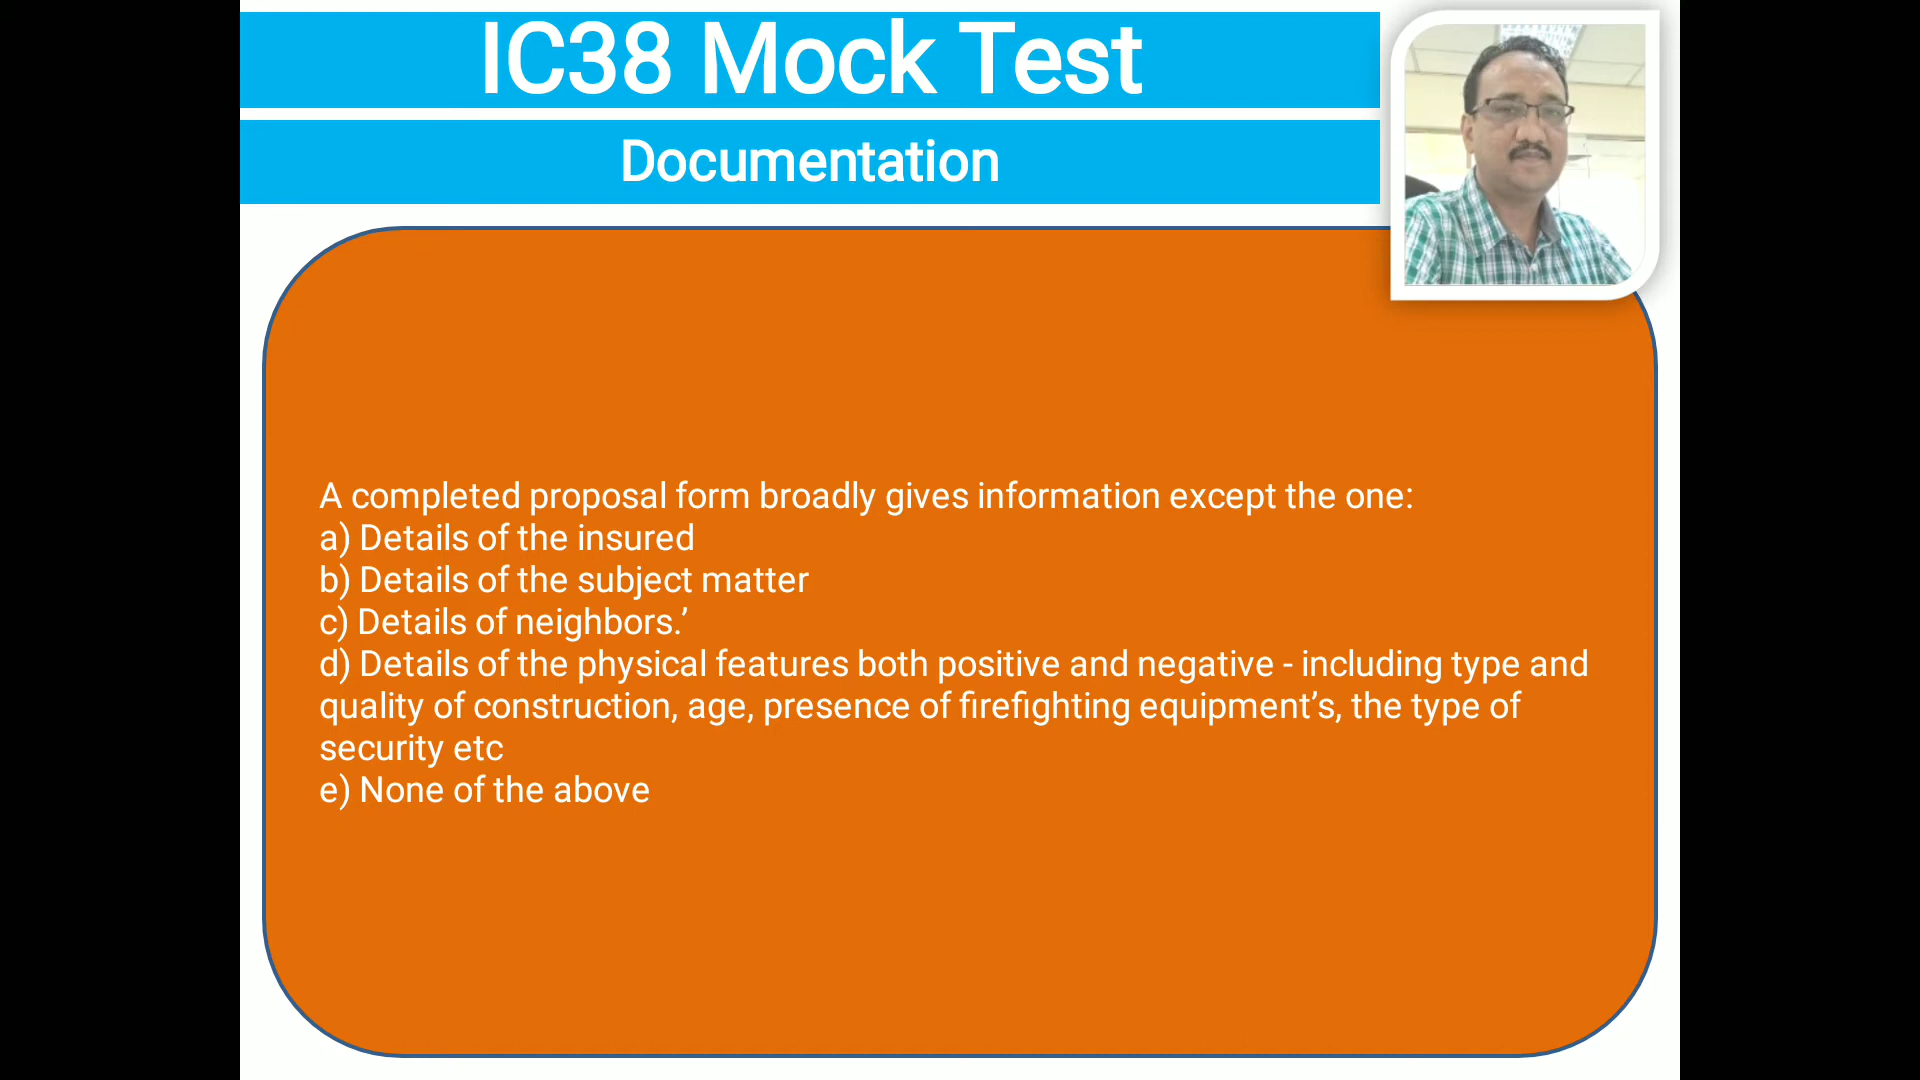 IC38 Mock Test
Documentation
A completed proposal form broadly gives information except the one:
a) Details of the insured
b) Details of the subject matter
c) Details of neighbors.’
d) Details of the physical features both positive and negative - including type and
quality of construction, age, presence of firefighting equipment’s, the type of
security etc
e) None of the above